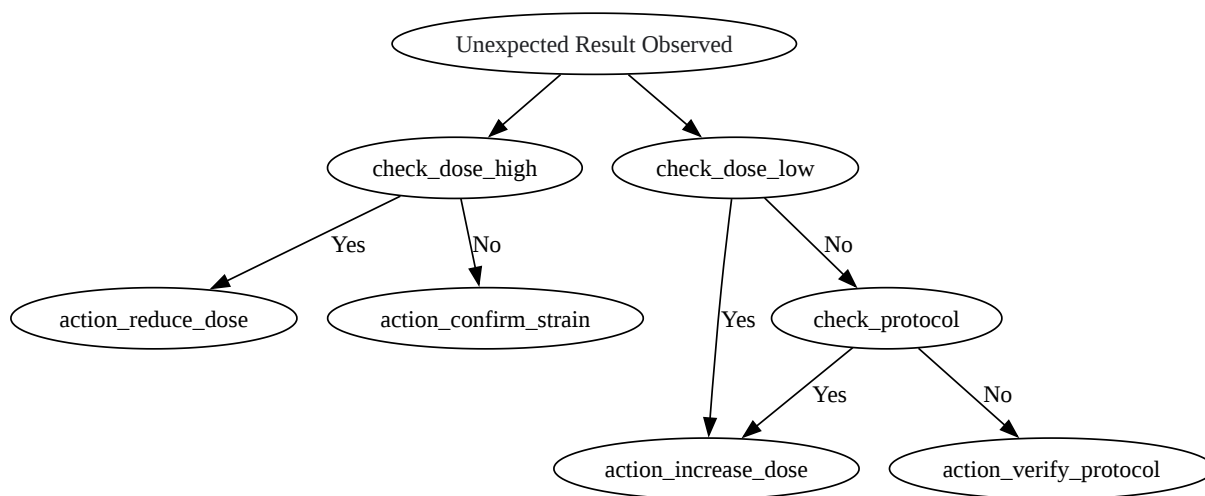 Unexpected Result Observed
check_dose_high
check_dose_low
Yes
No
No
action_reduce_dose
action_confirm_strain
Yes
check_protocol
Yes
No
action_increase_dose
action_verify_protocol